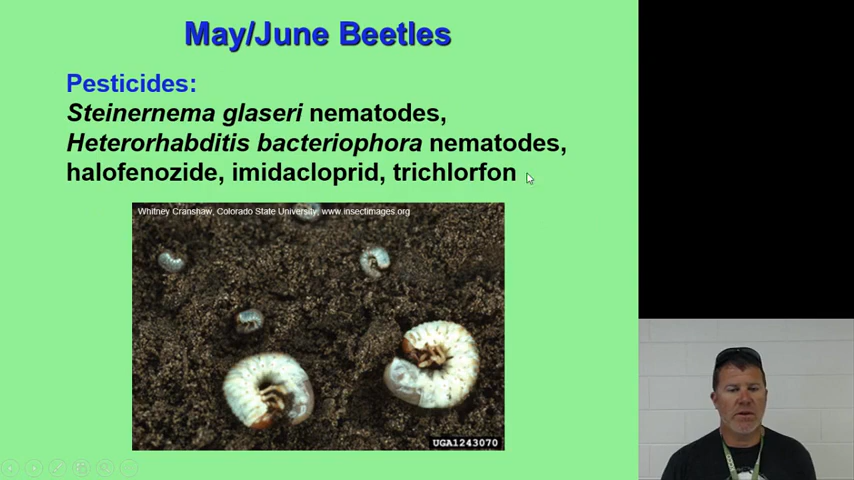 May/June Beetles
Pesticides:
Steinernema glaseri nematodes,
Heterorhabditis bacteriophora nematodes,
halofenozide, imidacloprid, trichlorfon
Whitney Cranshaw, Colorado State University, www.insectimages.org
UGA1243070